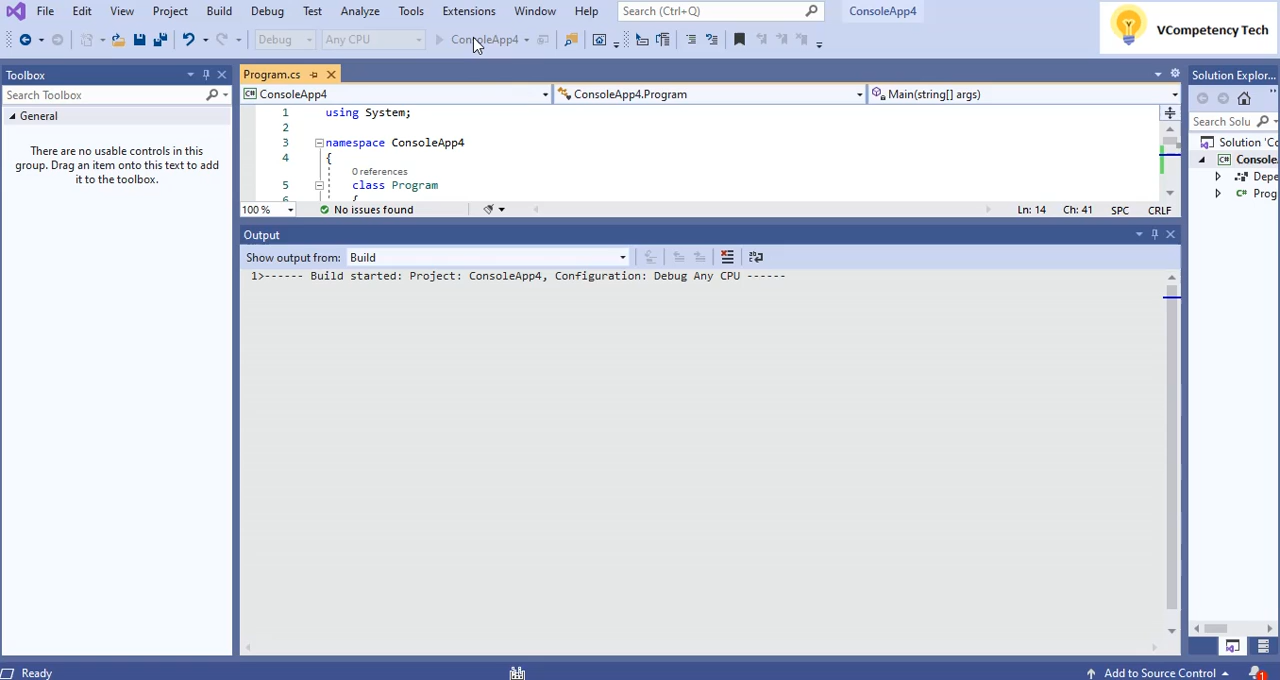 File Edit View Project Build Debug Test Analyze Tools Extensions Window Help Search (Ctrl+Q) ConsoleApp4
VCompetency Tech
Debug Any CPU ConsoleApp4
Toolbox
Search Toolbox
General
There are no usable controls in this
group. Drag an item onto this text to add
it to the toolbox.
Program.cs
ConsoleApp4 ConsoleApp4.Program Main(string[] args)
1 using System;
2
3 namespace ConsoleApp4
4 {
0 references
5 class Program
6 {
100 % No issues found Ln: 14 Ch: 41 SPC CRLF
Output
Show output from: Build
1>------ Build started: Project: ConsoleApp4, Configuration: Debug Any CPU ------
Solution Explor...
Search Solu
Solution 'Co
Console
Depe
Prog
Ready Add to Source Control 1